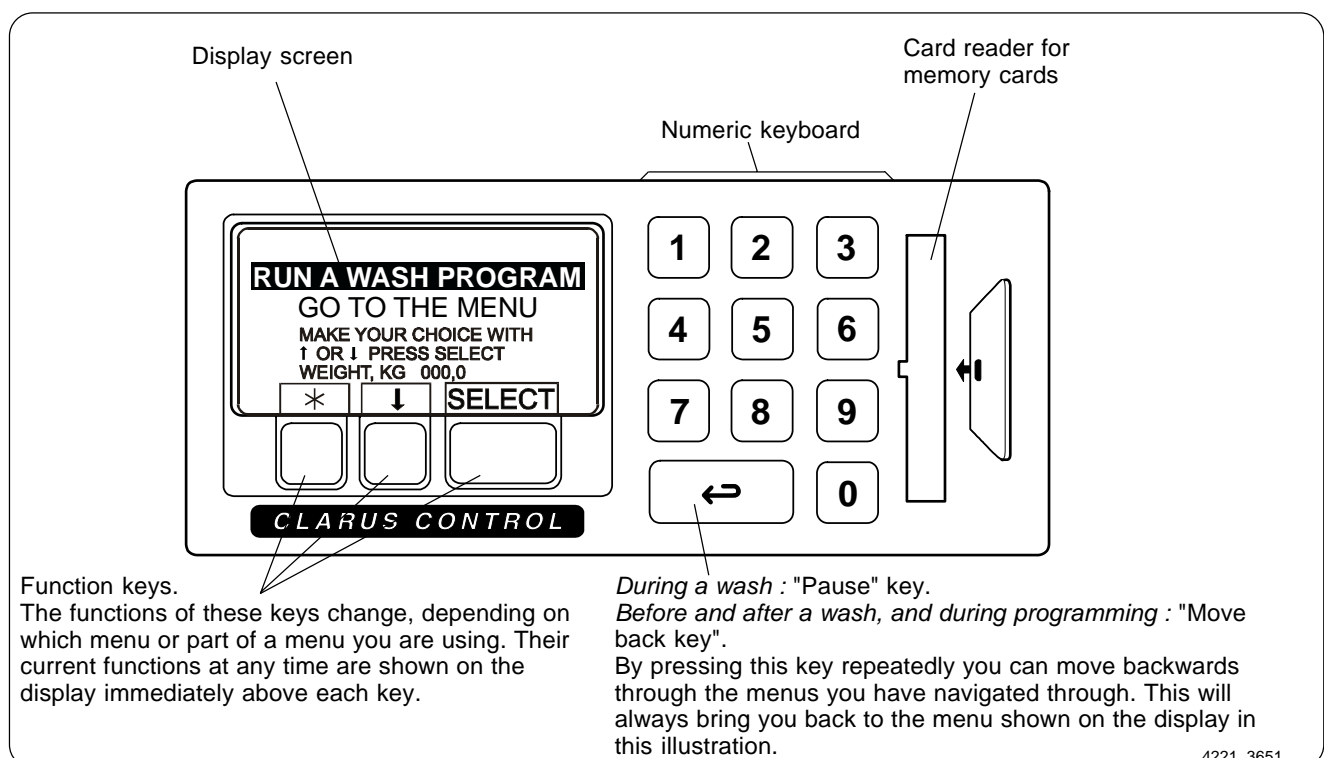 Display screen
Card reader for
memory cards
Numeric keyboard
RUN A WASH PROGRAM
GO TO THE MENU
MAKE YOUR CHOICE WITH
↑ OR ↓ PRESS SELECT
WEIGHT, KG 000,0
* ↓ SELECT
1 2 3
4 5 6
7 8 9
0
CLARUS CONTROL
Function keys.
The functions of these keys change, depending on
which menu or part of a menu you are using. Their
current functions at any time are shown on the
display immediately above each key.
During a wash : "Pause" key.
Before and after a wash, and during programming : "Move
back key".
By pressing this key repeatedly you can move backwards
through the menus you have navigated through. This will
always bring you back to the menu shown on the display in
this illustration.
4221 3651